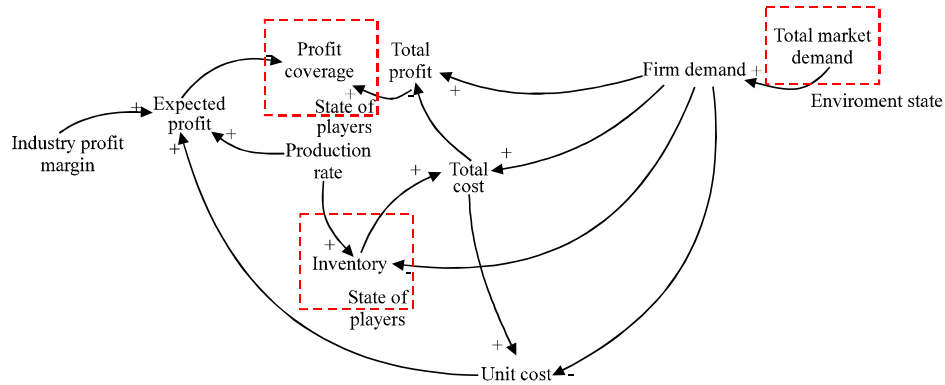 Total market
demand
Profit
coverage
Total
profit
Firm demand
+
-
+
+
-
Enviroment state
State of
players
Expected
profit
+
+
+
Industry profit
margin
Production
rate
+
+
Total
cost
+
Inventory
-
State of
players
+
Unit cost
-